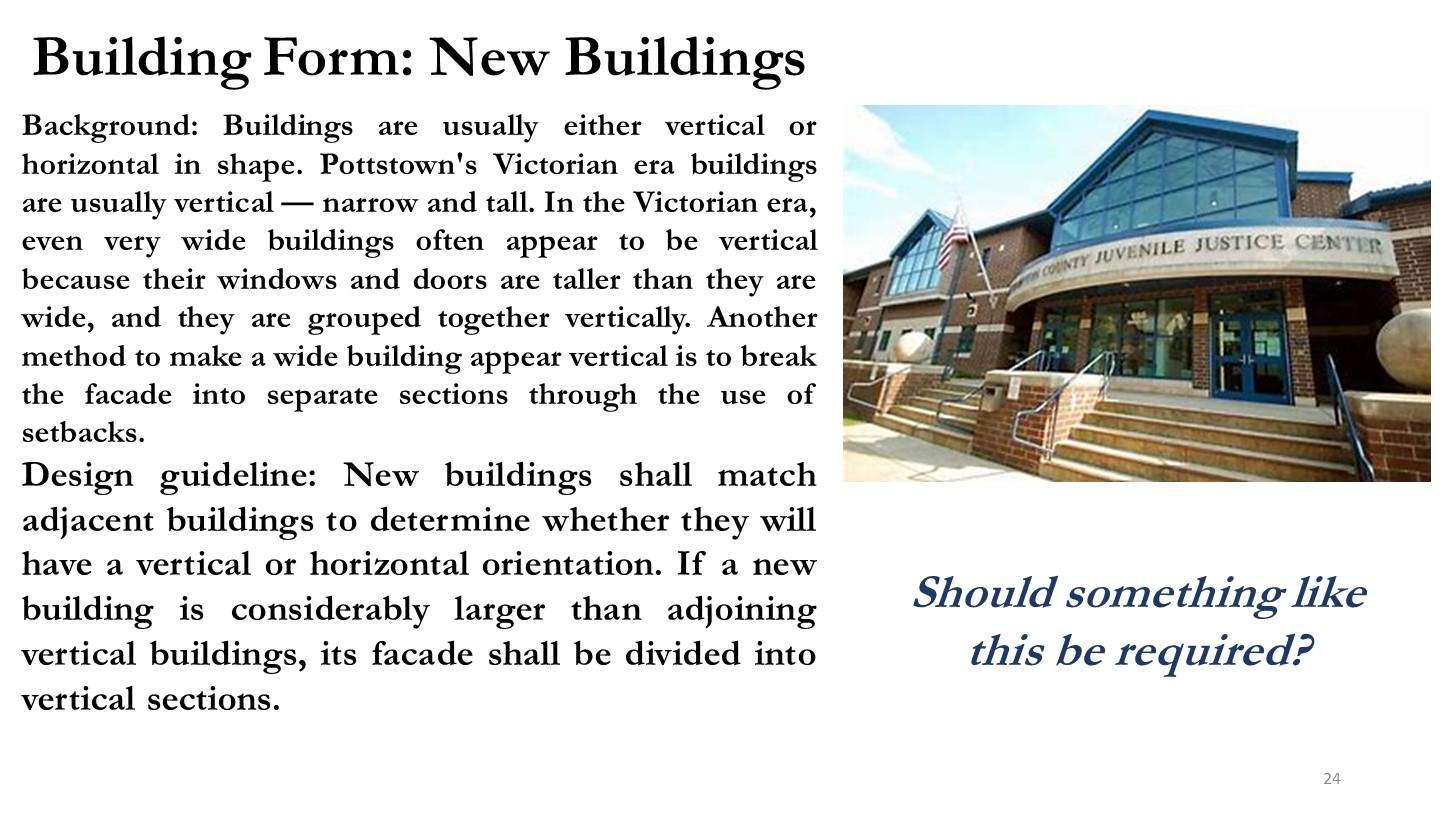 Building Form: New Buildings
Background: Buildings are usually either vertical or
horizontal in shape. Pottstown's Victorian era buildings
are usually vertical — narrow and tall. In the Victorian era,
even very wide buildings often appear to be vertical
because their windows and doors are taller than they are
wide, and they are grouped together vertically. Another
method to make a wide building appear vertical is to break
the facade into separate sections through the use of
setbacks.
Design guideline: New buildings shall match
adjacent buildings to determine whether they will
have a vertical or horizontal orientation. If a new
building is considerably larger than adjoining
vertical buildings, its facade shall be divided into
vertical sections.
COUNTY JUVENILE JUSTICE CENTER
Should something like
this be required?
24